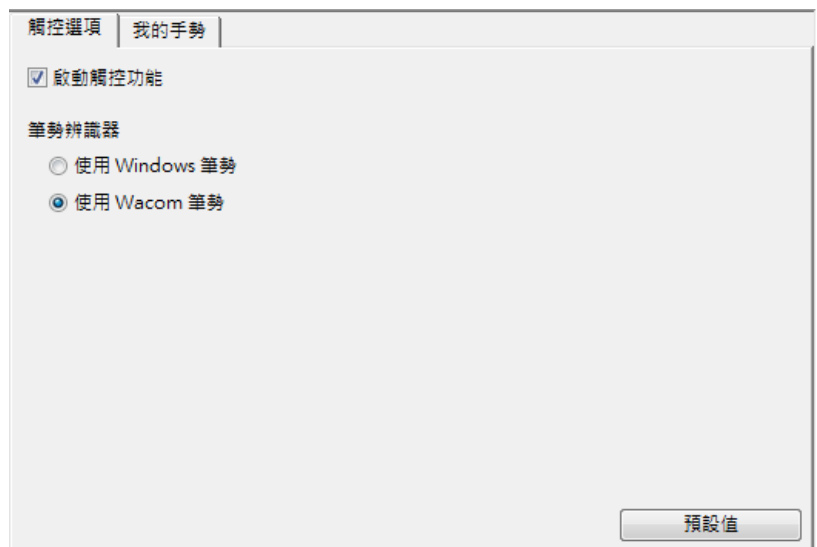 觸控選項 我的手勢
啟動觸控功能
筆勢辨識器
使用 Windows 筆勢
使用 Wacom 筆勢
預設值